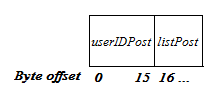 userIDPost listPost
Byte offset 0 15 16 ...